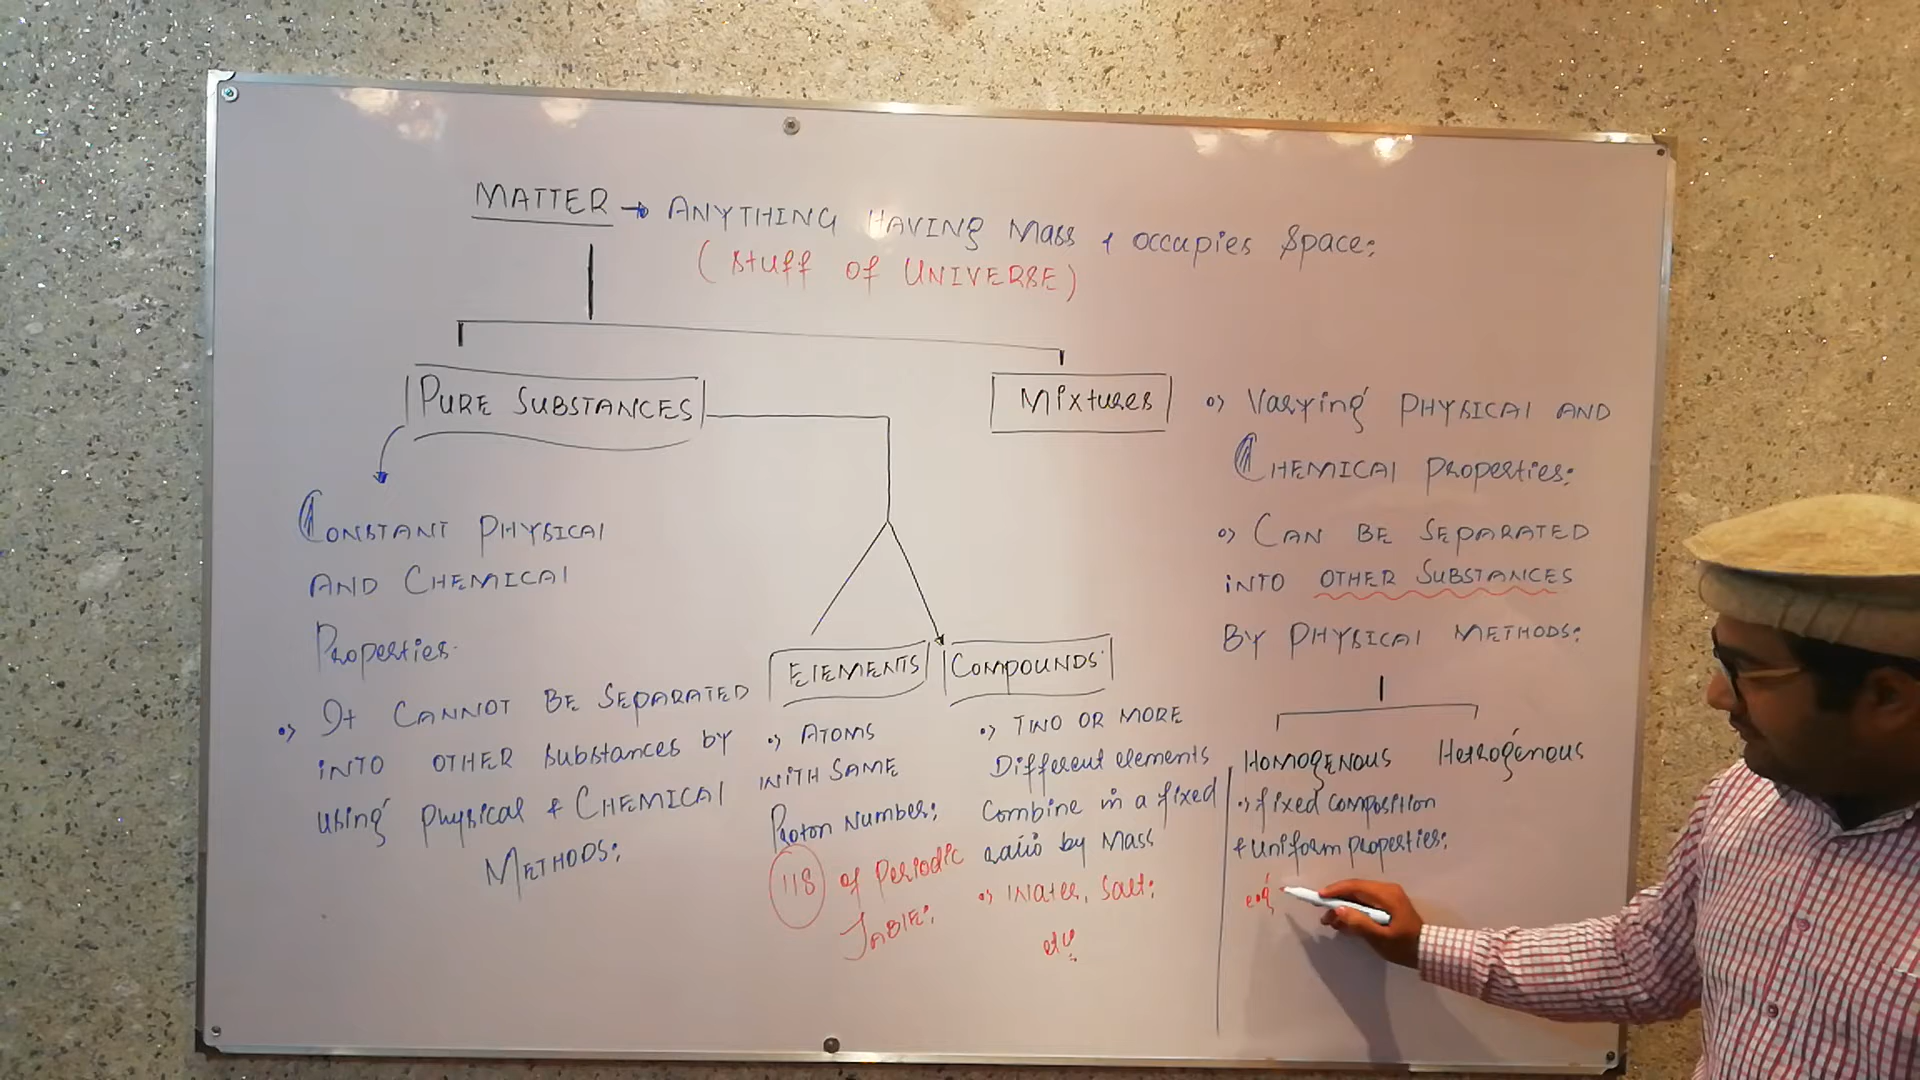 MATTER → ANYTHING HAVING Mass & occupies Space:
(stuff of UNIVERSE)
PURE SUBSTANCES
Mixtures
CONSTANT PHYSICAL
AND CHEMICAL
Properties.
•) It CANNOT BE SEPARATED
INTO OTHER substances by
using physical & CHEMICAL
METHODS:
ELEMENTS
•) ATOMS
WITH SAME
Proton Number:
118 of Periodic
TABLE:
COMPOUNDS:
•) TWO OR MORE
Different elements
Combine in a fixed
ratio by Mass
•) Water, Salt:
etc
•) Varying PHYSICAL AND
CHEMICAL properties:
•) CAN BE SEPARATED
INTO OTHER SUBSTANCES
BY PHYSICAL METHODS:
HOMOGENOUS
•) fixed composition
& uniform properties:
e.g
Hetrogenous